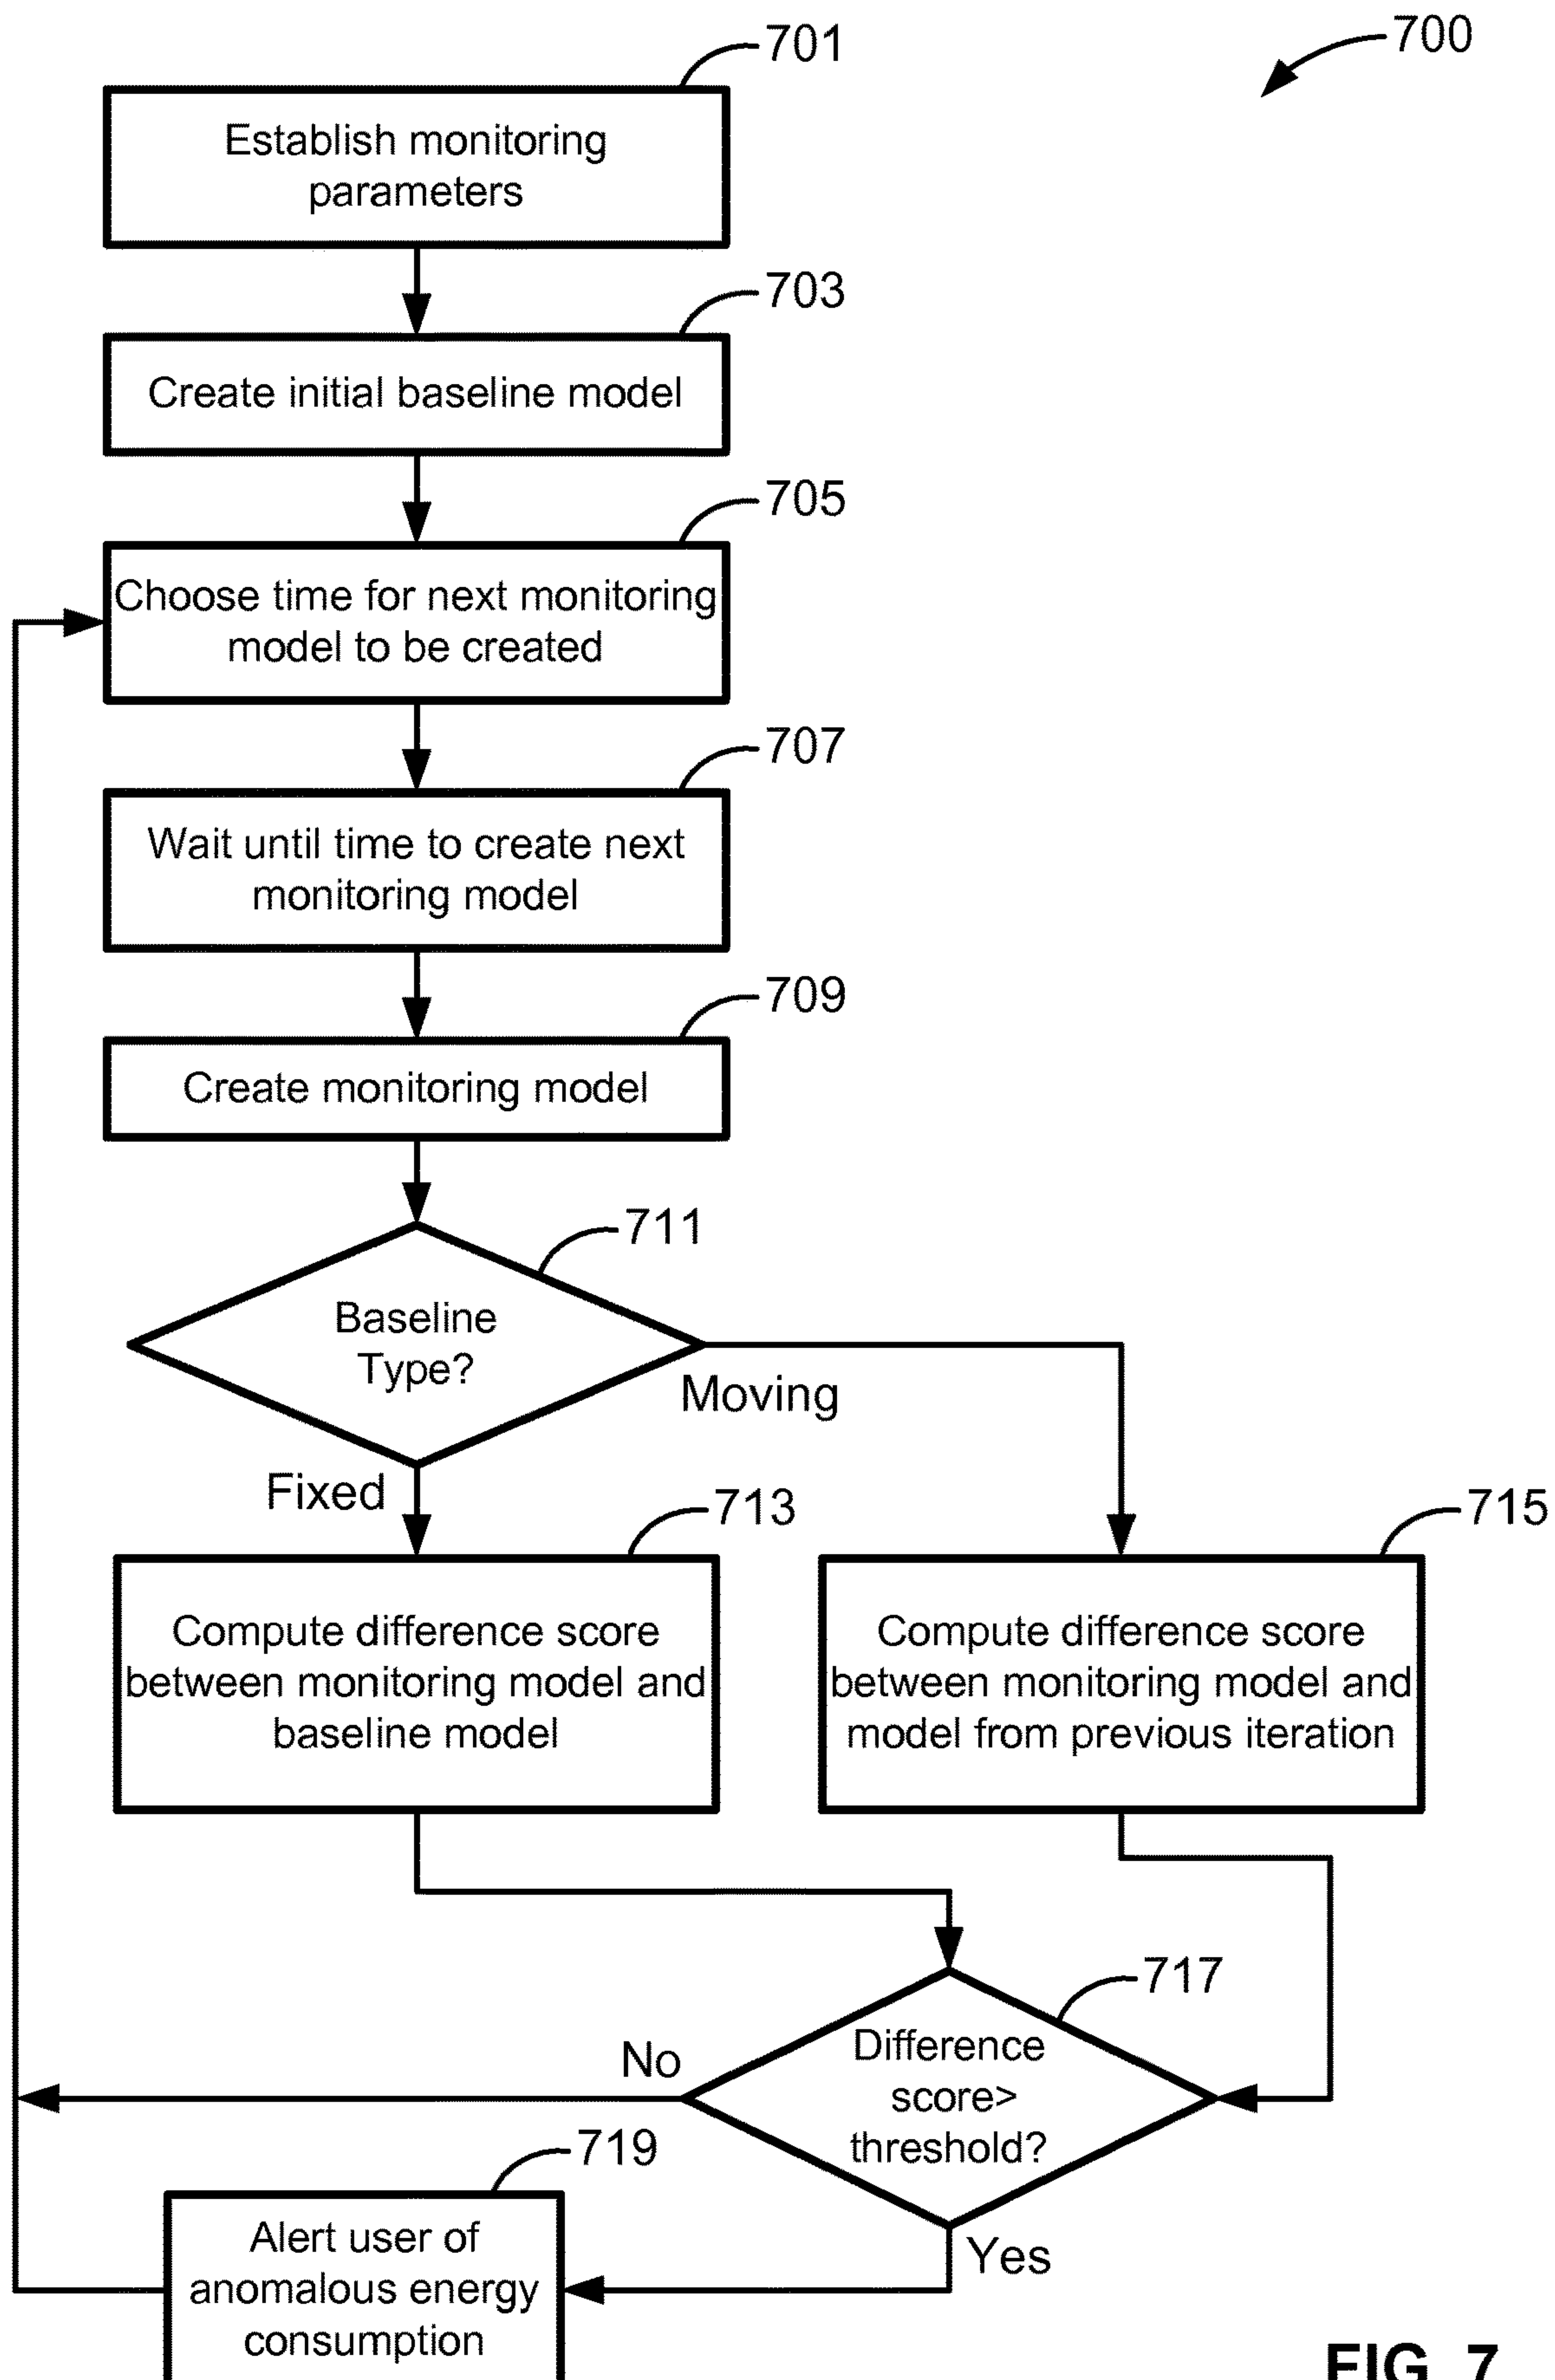 700
701
Establish monitoring
parameters
703
Create initial baseline model
705
Choose time for next monitoring
model to be created
707
Wait until time to create next
monitoring model
709
Create monitoring model
711
Baseline
Type?
Moving
Fixed
713
Compute difference score
between monitoring model and
baseline model
715
Compute difference score
between monitoring model and
model from previous iteration
717
Difference
score>
threshold?
No
Yes
719
Alert user of
anomalous energy
consumption
FIG. 7